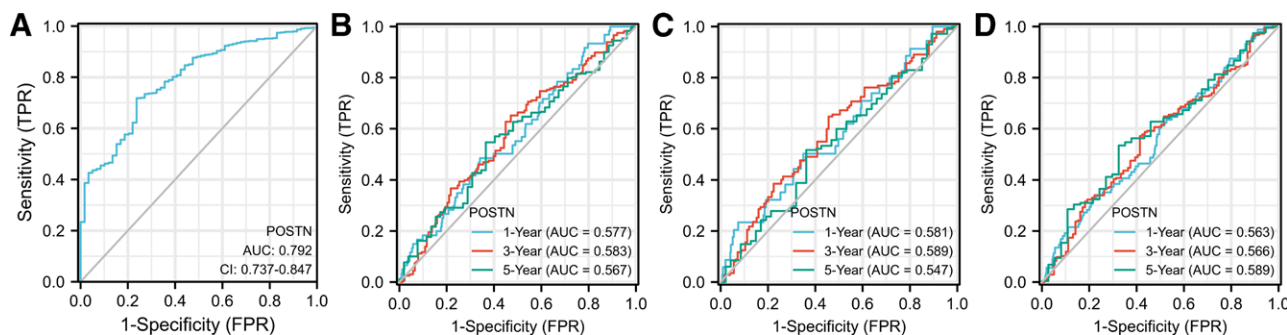 A
Sensitivity (TPR)
1.0
0.8
0.6
0.4
0.2
0.0
POSTN
AUC: 0.792
CI: 0.737-0.847
0.0 0.2 0.4 0.6 0.8 1.0
1-Specificity (FPR)
B
Sensitivity (TPR)
1.0
0.8
0.6
0.4
0.2
0.0
POSTN
1-Year (AUC = 0.577)
3-Year (AUC = 0.583)
5-Year (AUC = 0.567)
0.0 0.2 0.4 0.6 0.8 1.0
1-Specificity (FPR)
C
Sensitivity (TPR)
1.0
0.8
0.6
0.4
0.2
0.0
POSTN
1-Year (AUC = 0.581)
3-Year (AUC = 0.589)
5-Year (AUC = 0.547)
0.0 0.2 0.4 0.6 0.8 1.0
1-Specificity (FPR)
D
Sensitivity (TPR)
1.0
0.8
0.6
0.4
0.2
0.0
POSTN
1-Year (AUC = 0.563)
3-Year (AUC = 0.566)
5-Year (AUC = 0.589)
0.0 0.2 0.4 0.6 0.8 1.0
1-Specificity (FPR)